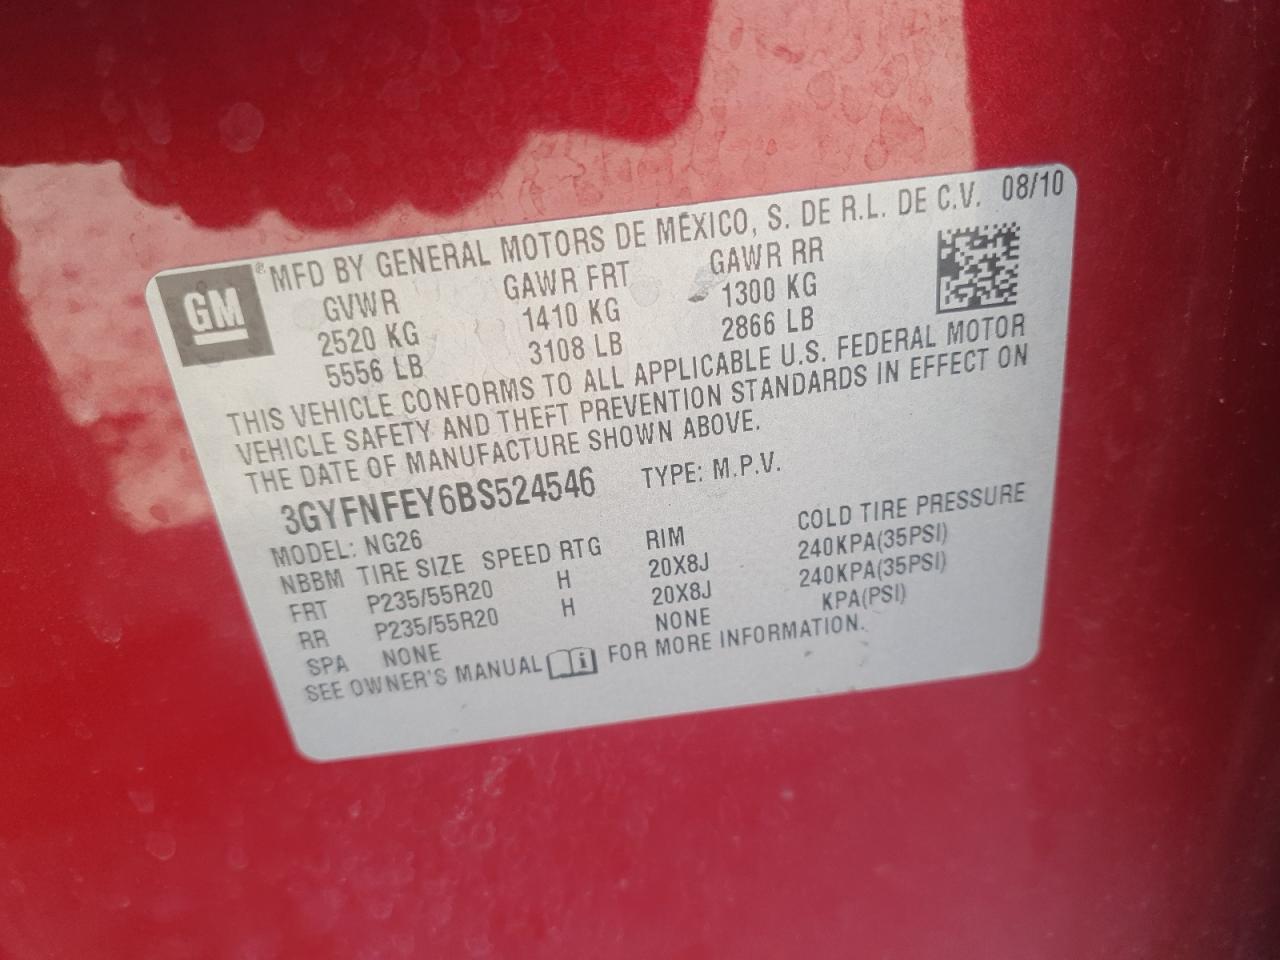 GM ® MFD BY GENERAL MOTORS DE MÉXICO, S. DE R.L. DE C.V. 08/10
GVWR GAWR FRT GAWR RR
2520 KG 1410 KG 1300 KG
5556 LB 3108 LB 2866 LB
THIS VEHICLE CONFORMS TO ALL APPLICABLE U.S. FEDERAL MOTOR
VEHICLE SAFETY AND THEFT PREVENTION STANDARDS IN EFFECT ON
THE DATE OF MANUFACTURE SHOWN ABOVE.
3GYFNFEY6BS524546 TYPE: M.P.V.
MODEL: NG26
NBBM TIRE SIZE SPEED RTG RIM COLD TIRE PRESSURE
FRT P235/55R20 H 20X8J 240KPA(35PSI)
RR P235/55R20 H 20X8J 240KPA(35PSI)
SPA NONE NONE KPA(PSI)
SEE OWNER'S MANUAL FOR MORE INFORMATION.